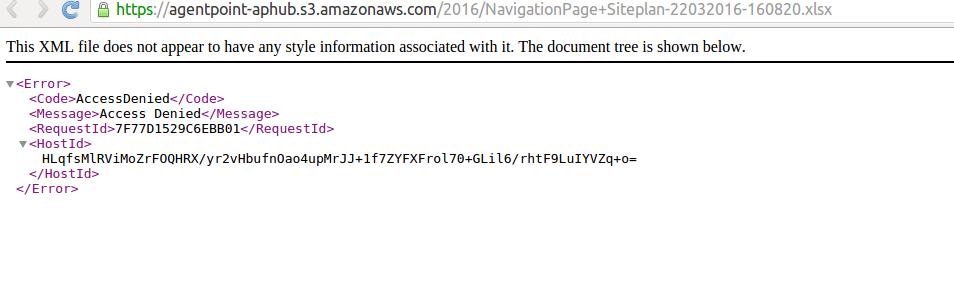 https://agentpoint-aphub.s3.amazonaws.com/2016/NavigationPage+Siteplan-22032016-160820.xlsx
This XML file does not appear to have any style information associated with it. The document tree is shown below.
<Error>
<Code>AccessDenied</Code>
<Message>Access Denied</Message>
<RequestId>7F77D1529C6EBB01</RequestId>
<HostId>
HLqfsMlRViMoZrFOQHRX/yr2vHbufnOao4upMrJJ+1f7ZYFXFrol70+GLil6/rhtF9LuIYVZq+o=
</HostId>
</Error>